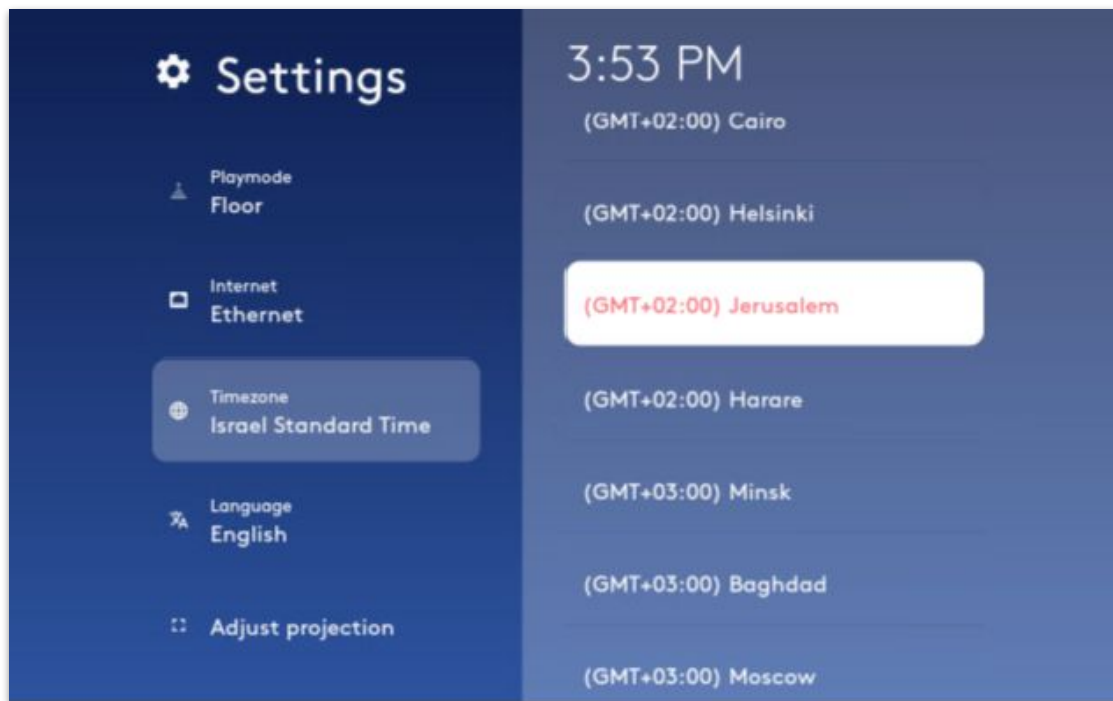 Settings
Playmode
Floor
Internet
Ethernet
Timezone
Israel Standard Time
Language
English
Adjust projection
3:53 PM
(GMT+02:00) Cairo
(GMT+02:00) Helsinki
(GMT+02:00) Jerusalem
(GMT+02:00) Harare
(GMT+03:00) Minsk
(GMT+03:00) Baghdad
(GMT+03:00) Moscow